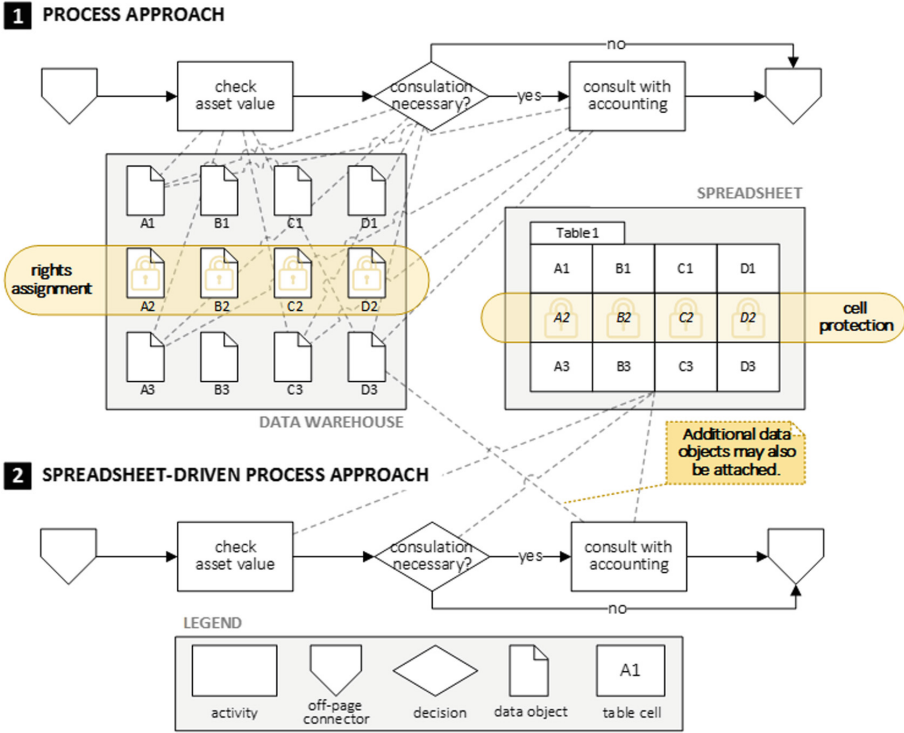 1 PROCESS APPROACH
no
check
asset value
consulation
necessary?
yes
consult with
accounting
A1 B1 C1 D1
rights
assignment
A2 B2 C2 D2
A3 B3 C3 D3
DATA WAREHOUSE
SPREADSHEET
Table1
A1 B1 C1 D1
A2 B2 C2 D2
cell
protection
A3 B3 C3 D3
Additional data
objects may also
be attached.
2 SPREADSHEET-DRIVEN PROCESS APPROACH
check
asset value
consulation
necessary?
yes
consult with
accounting
no
LEGEND
A1
activity
off-page
connector
decision
data object
table cell